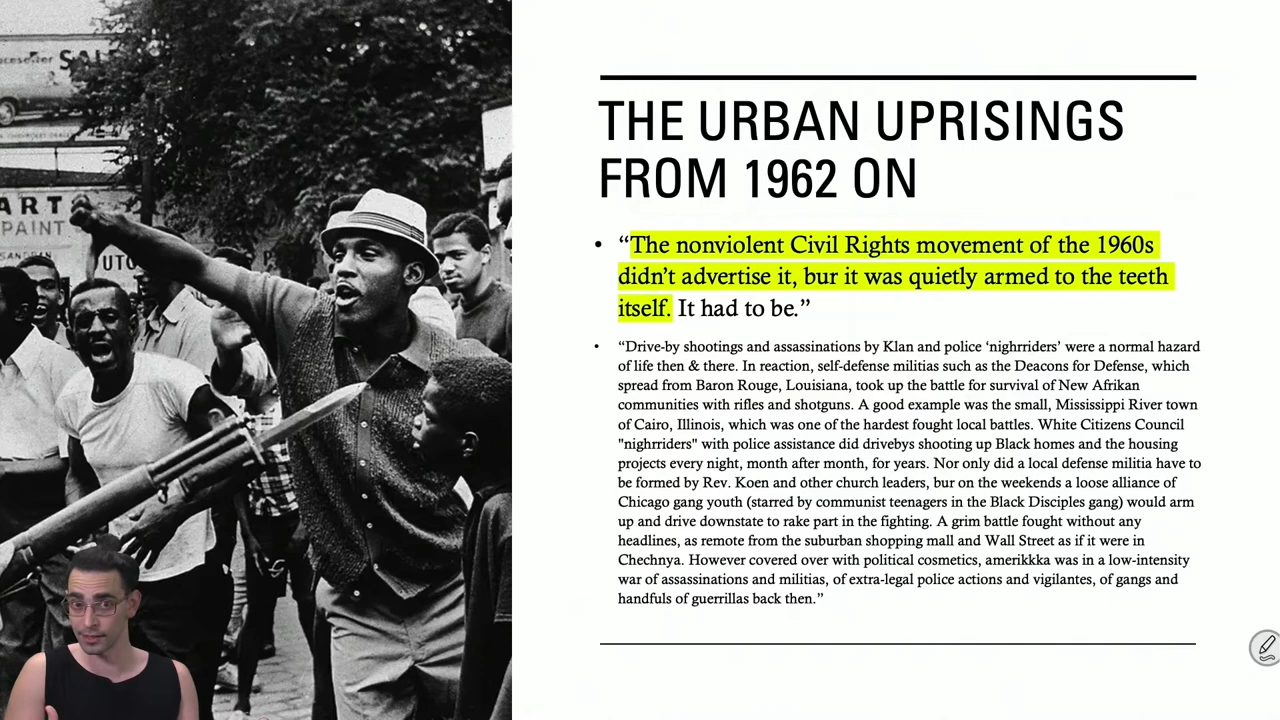 ocesetter SALE
ART
PAINT
UTO
THE URBAN UPRISINGS
FROM 1962 ON
• “The nonviolent Civil Rights movement of the 1960s
didn’t advertise it, but it was quietly armed to the teeth
itself. It had to be.”
• “Drive-by shootings and assassinations by Klan and police ‘nighrriders’ were a normal hazard
of life then & there. In reaction, self-defense militias such as the Deacons for Defense, which
spread from Baron Rouge, Louisiana, took up the battle for survival of New Afrikan
communities with rifles and shotguns. A good example was the small, Mississippi River town
of Cairo, Illinois, which was one of the hardest fought local battles. White Citizens Council
"nighrriders" with police assistance did drivebys shooting up Black homes and the housing
projects every night, month after month, for years. Nor only did a local defense militia have to
be formed by Rev. Koen and other church leaders, bur on the weekends a loose alliance of
Chicago gang youth (starred by communist teenagers in the Black Disciples gang) would arm
up and drive downstate to rake part in the fighting. A grim battle fought without any
headlines, as remote from the suburban shopping mall and Wall Street as if it were in
Chechnya. However covered over with political cosmetics, amerikkka was in a low-intensity
war of assassinations and militias, of extra-legal police actions and vigilantes, of gangs and
handfuls of guerrillas back then.”